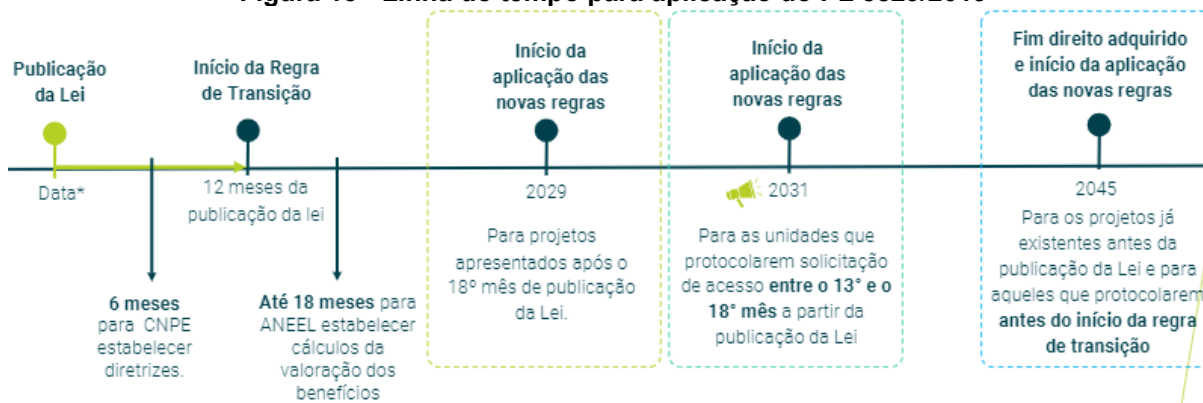 Publicação
da Lei
Início da Regra
de Transição
Início da
aplicação das
novas regras
Início da
aplicação das
novas regras
Fim direito adquirido
e início da aplicação
das novas regras
Data*
12 meses da
publicação da lei
2029
2031
2045
6 meses
para CNPE
estabelecer
diretrizes.
Até 18 meses para
ANEEL estabelecer
cálculos da
valoração dos
benefícios
Para projetos
apresentados após o
18º mês de publicação
da Lei.
Para as unidades que
protocolarem solicitação
de acesso entre o 13° e o
18° mês a partir da
publicação da Lei
Para os projetos já
existentes antes da
publicação da Lei e para
aqueles que protocolarem
antes do início da regra
de transição